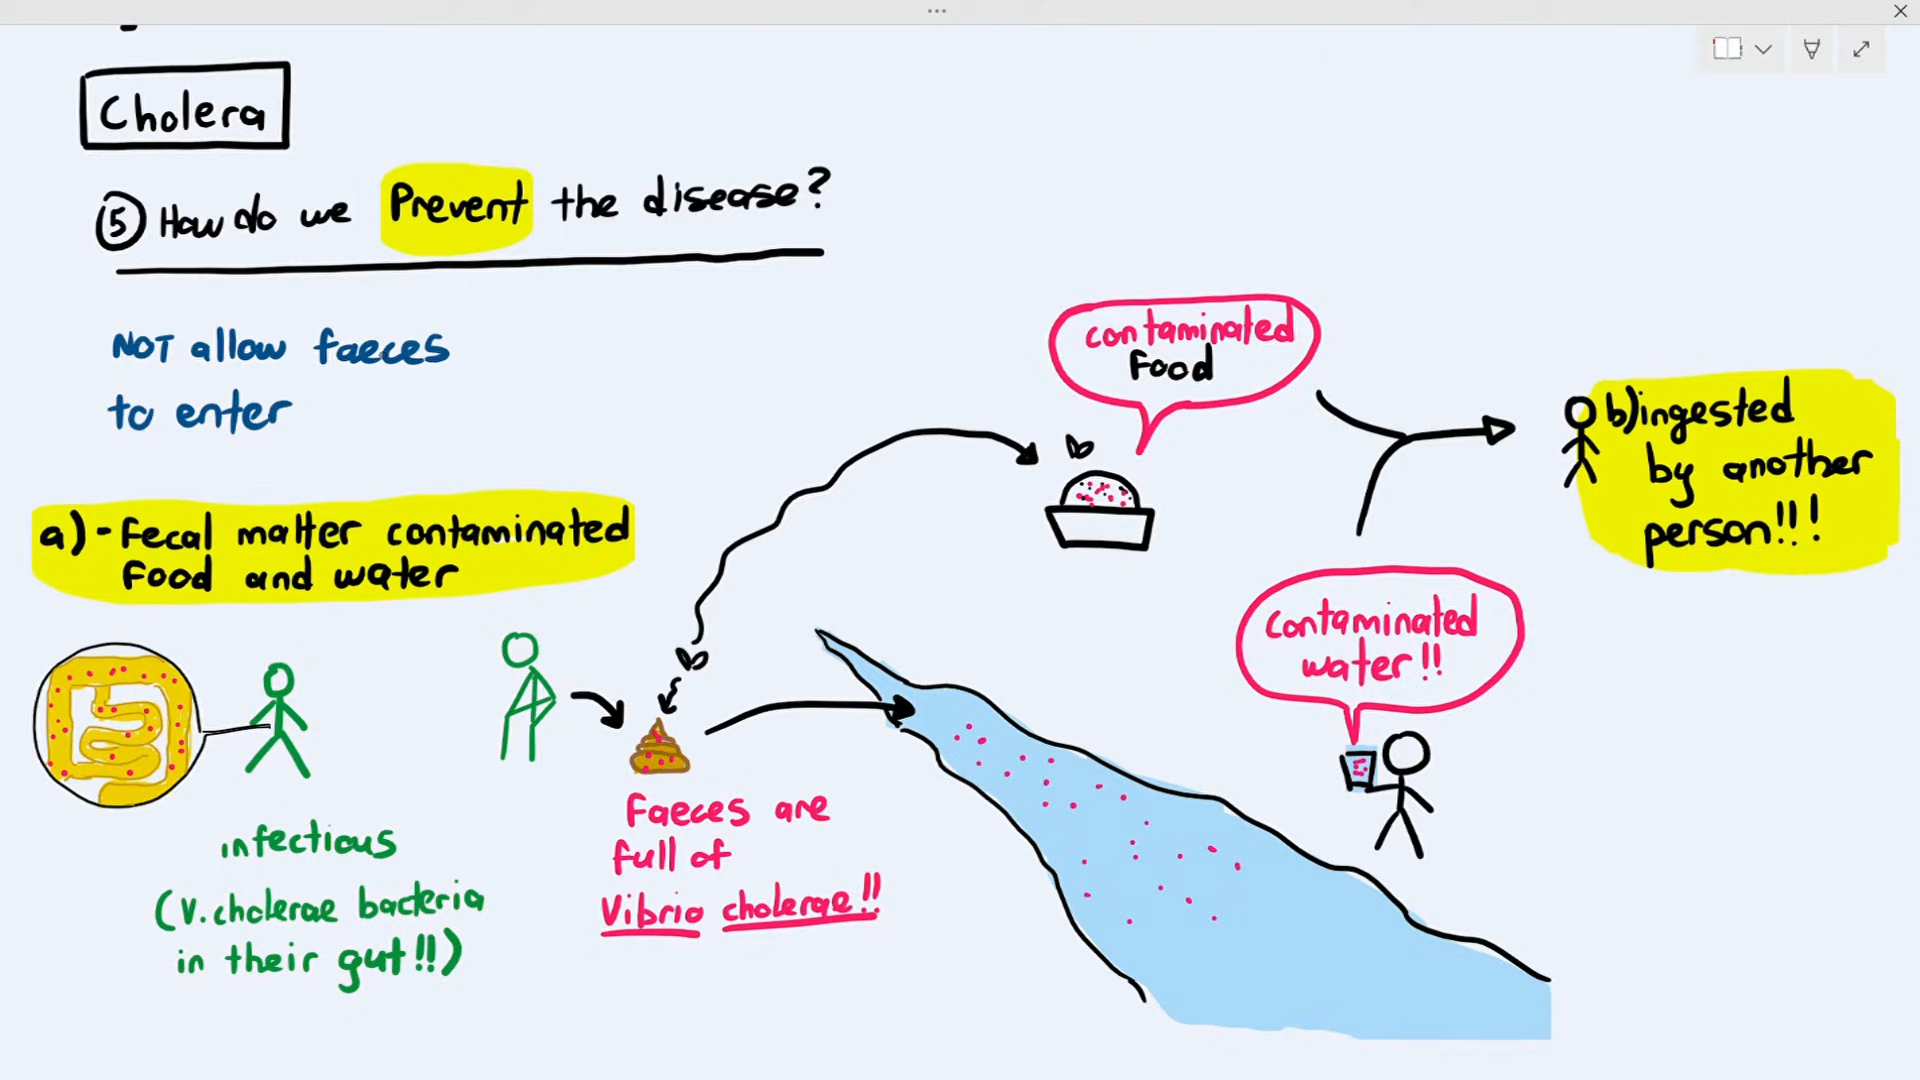 Cholera
⑤ How do we Prevent the disease?
NOT allow faeces
to enter
a) - Fecal matter contaminated
Food and water
contaminated
Food
b) ingested
by another
person!!!
contaminated
water!!
infectious
(V. cholerae bacteria
in their gut!!)
Faeces are
full of
Vibrio cholerae!!